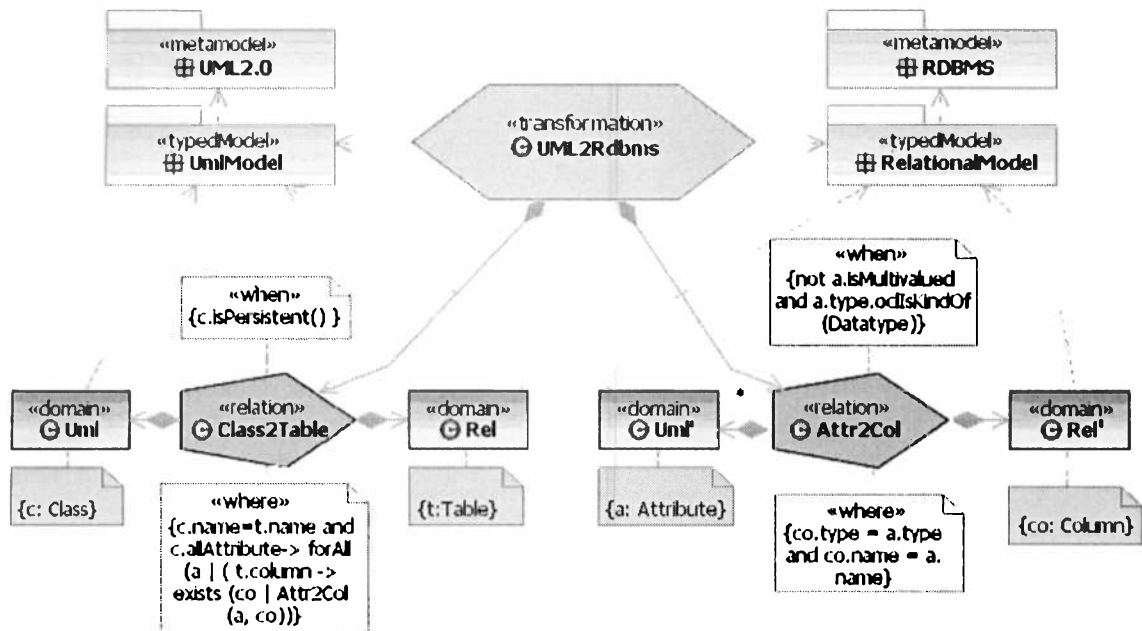 «metamodel»
UML2.0
«metamodel»
RDBMS
«typedModel»
UmlModel
«transformation»
UML2Rdbms
«typedModel»
RelationalModel
«when»
{c.isPersistent() }
«when»
{not a.isMultivalued
and a.type.oclIsKindOf
(Datatype)}
«domain»
Uml
«relation»
Class2Table
«domain»
Rel
«domain»
Uml'
*
«relation»
Attr2Col
«domain»
Rel'
{c: Class}
«where»
{c.name=t.name and
c.allAttribute-> forAll
(a | ( t.column ->
exists (co | Attr2Col
(a, co))}
{t:Table}
{a: Attribute}
«where»
{co.type = a.type
and co.name = a.
name}
{co: Column}